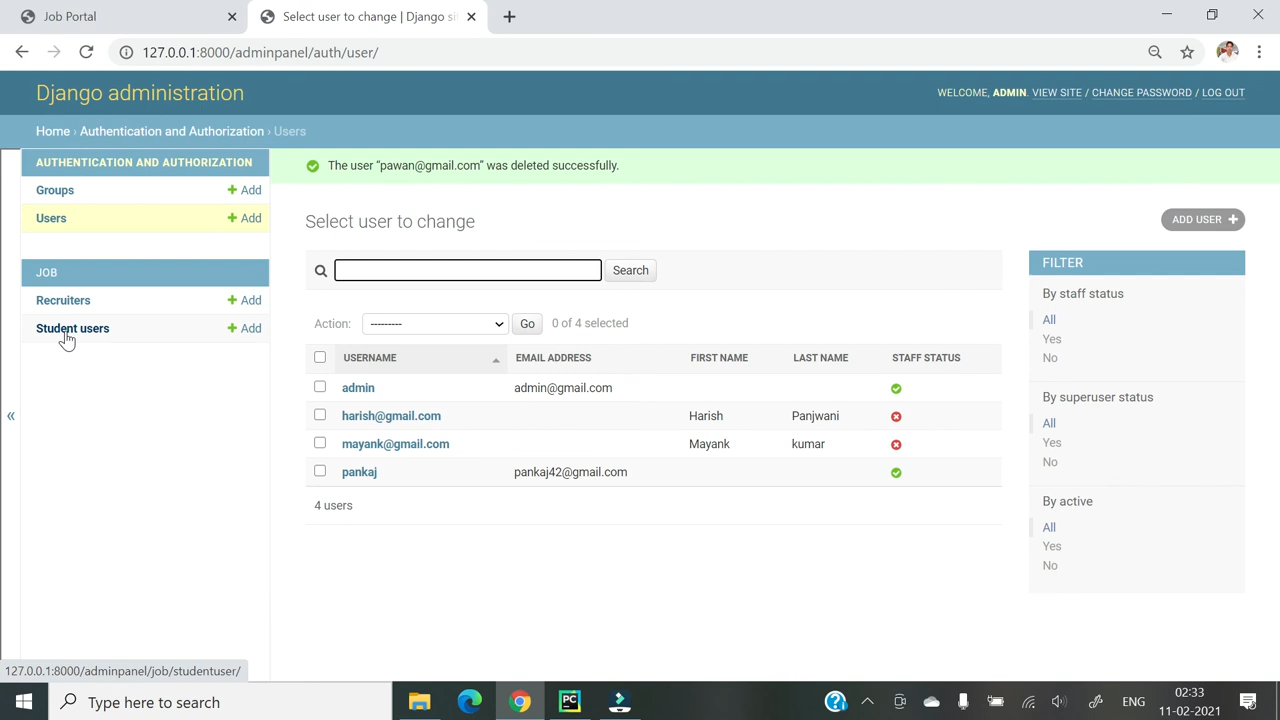 Job Portal
Select user to change | Django si
127.0.0.1:8000/adminpanel/auth/user/
Django administration
WELCOME, ADMIN. VIEW SITE / CHANGE PASSWORD / LOG OUT
Home › Authentication and Authorization › Users
AUTHENTICATION AND AUTHORIZATION
Groups + Add
Users + Add
JOB
Recruiters + Add
Student users + Add
«
The user “pawan@gmail.com” was deleted successfully.
Select user to change
ADD USER +
Search
Action: --------- Go 0 of 4 selected
USERNAME EMAIL ADDRESS FIRST NAME LAST NAME STAFF STATUS
admin admin@gmail.com
harish@gmail.com Harish Panjwani
mayank@gmail.com Mayank kumar
pankaj pankaj42@gmail.com
4 users
FILTER
By staff status
All
Yes
No
By superuser status
All
Yes
No
By active
All
Yes
No
127.0.0.1:8000/adminpanel/job/studentuser/
Type here to search
ENG
02:33
11-02-2021